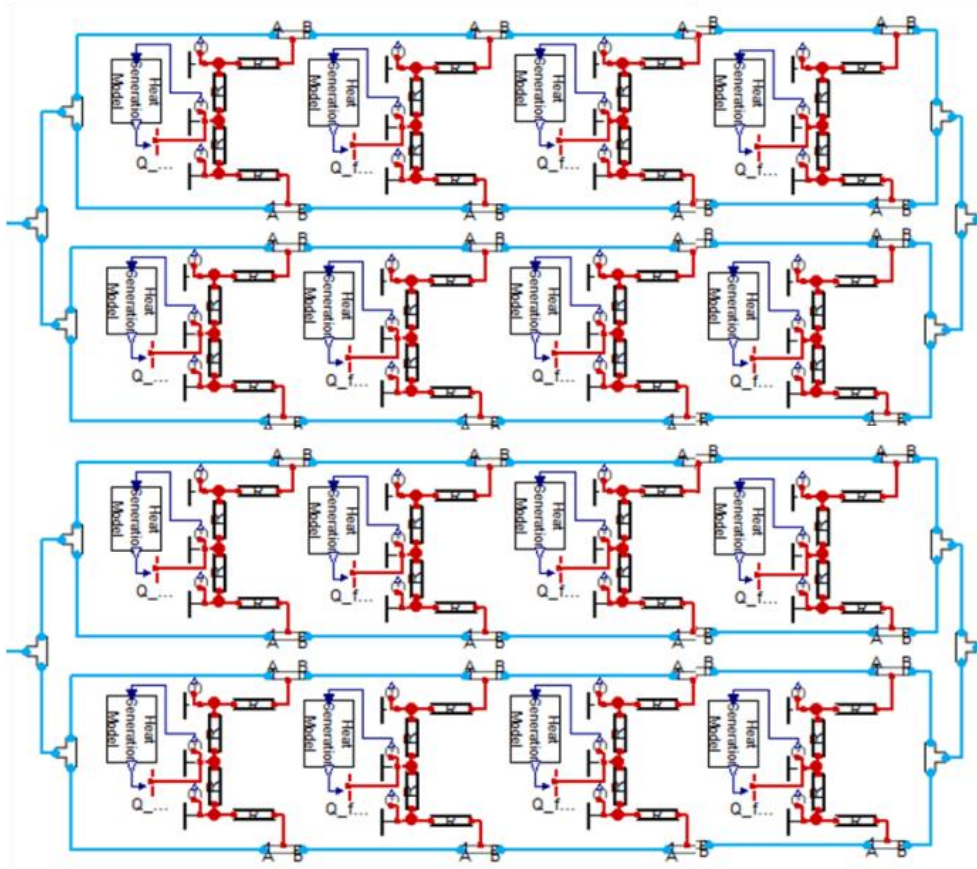 A B
A B
A B
A B
Heat
Generation
Model
R
R
R
R
Q_...
Heat
Generation
Model
R
R
R
R
Q_f...
Heat
Generation
Model
R
R
R
R
Q_f...
Heat
Generation
Model
R
R
R
R
Q_f...
A B
A B
A B
A B
A B
A B
A B
A B
Heat
Generation
Model
R
R
R
R
Q_...
Heat
Generation
Model
R
R
R
R
Q_f...
Heat
Generation
Model
R
R
R
R
Q_f...
Heat
Generation
Model
R
R
R
R
Q_f...
A B
A B
A B
A B
Heat
Generation
Model
R
R
R
R
Q_...
Heat
Generation
Model
R
R
R
R
Q_f...
Heat
Generation
Model
R
R
R
R
Q_f...
Heat
Generation
Model
R
R
R
R
Q_f...
A B
A B
A B
A B
A B
A B
A B
A B
Heat
Generation
Model
R
R
R
R
Q_...
Heat
Generation
Model
R
R
R
R
Q_f...
Heat
Generation
Model
R
R
R
R
Q_f...
Heat
Generation
Model
R
R
R
R
Q_f...
A B
A B
A B
A B